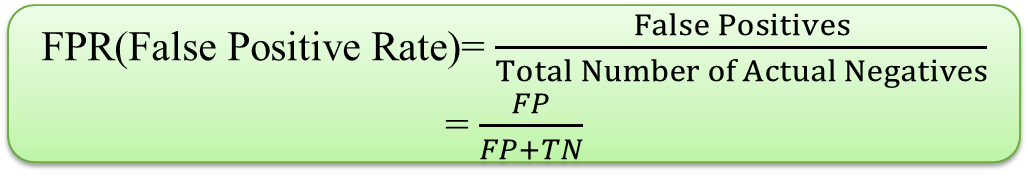 FPR(False Positive Rate)= False Positives / Total Number of Actual Negatives
= FP / FP+TN